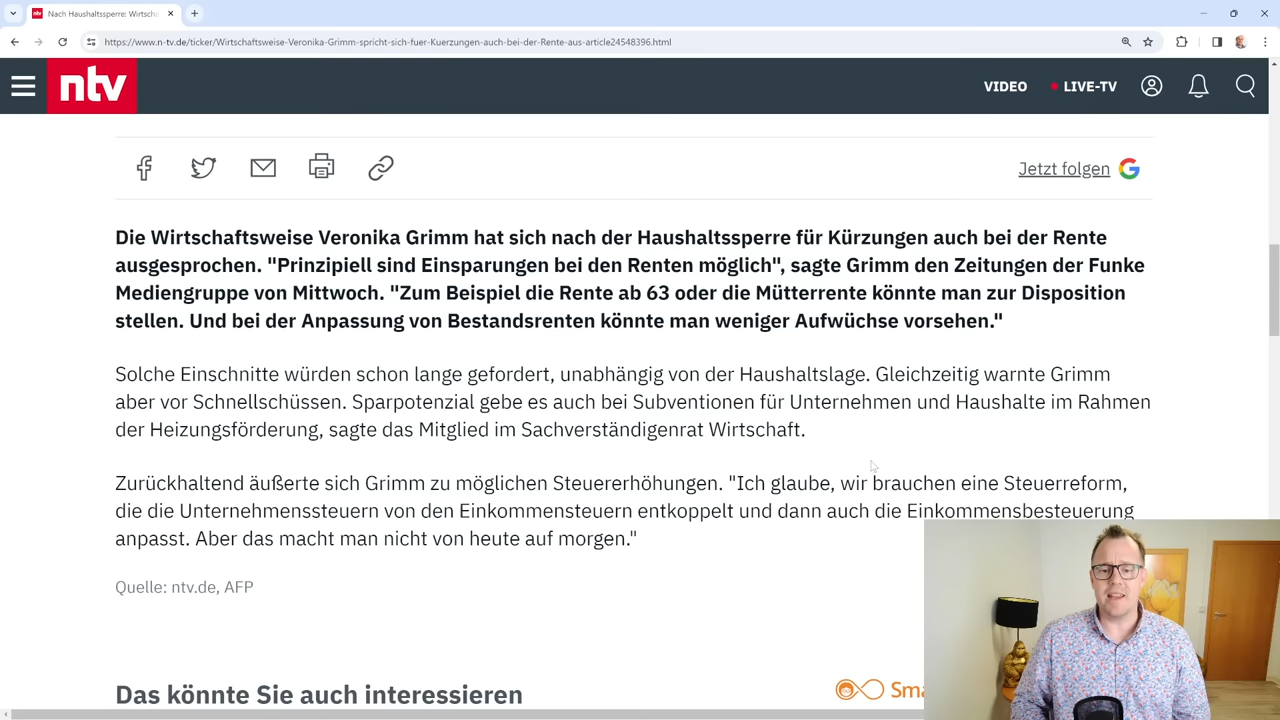 Nach Haushaltssperre: Wirtscha
https://www.n-tv.de/ticker/Wirtschaftsweise-Veronika-Grimm-spricht-sich-fuer-Kuerzungen-auch-bei-der-Rente-aus-article24548396.html
ntv VIDEO LIVE-TV
Jetzt folgen
Die Wirtschaftsweise Veronika Grimm hat sich nach der Haushaltssperre für Kürzungen auch bei der Rente
ausgesprochen. "Prinzipiell sind Einsparungen bei den Renten möglich", sagte Grimm den Zeitungen der Funke
Mediengruppe von Mittwoch. "Zum Beispiel die Rente ab 63 oder die Mütterrente könnte man zur Disposition
stellen. Und bei der Anpassung von Bestandsrenten könnte man weniger Aufwüchse vorsehen."
Solche Einschnitte würden schon lange gefordert, unabhängig von der Haushaltslage. Gleichzeitig warnte Grimm
aber vor Schnellschüssen. Sparpotenzial gebe es auch bei Subventionen für Unternehmen und Haushalte im Rahmen
der Heizungsförderung, sagte das Mitglied im Sachverständigenrat Wirtschaft.
Zurückhaltend äußerte sich Grimm zu möglichen Steuererhöhungen. "Ich glaube, wir brauchen eine Steuerreform,
die die Unternehmenssteuern von den Einkommensteuern entkoppelt und dann auch die Einkommensbesteuerung
anpasst. Aber das macht man nicht von heute auf morgen."
Quelle: ntv.de, AFP
Das könnte Sie auch interessieren